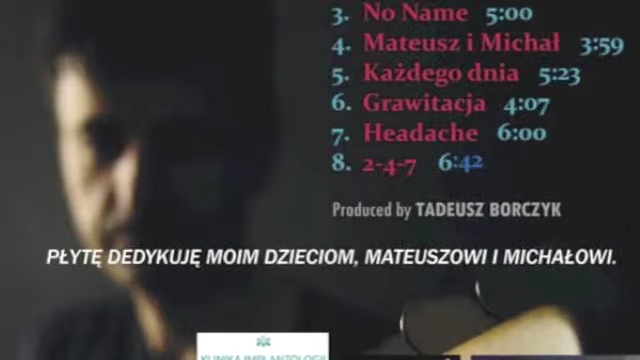 3. No Name 5:00
4. Mateusz i Michał 3:59
5. Każdego dnia 5:23
6. Grawitacja 4:07
7. Headache 6:00
8. 2-4-7 6:42
Produced by TADEUSZ BORCZYK
PŁYTĘ DEDYKUJĘ MOIM DZIECIOM, MATEUSZOWI I MICHAŁOWI.
KLINIKA IMPLANTOLOGII